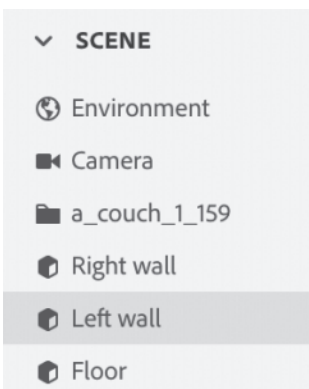 SCENE
Environment
Camera
a_couch_1_159
Right wall
Left wall
Floor